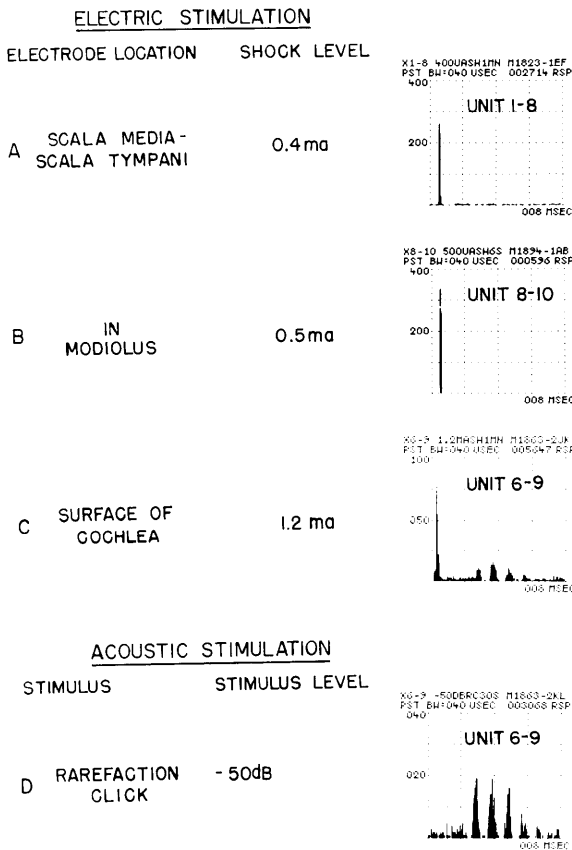 ELECTRIC STIMULATION
ELECTRODE LOCATION SHOCK LEVEL
X1-8 400UASH1MN M1823-1EF
PST BW=040 USEC 002714 RSP
400
UNIT 1-8
A SCALA MEDIA-
SCALA TYMPANI
0.4 ma
200
008 MSEC
X8-10 500UASH6S M1894-1AB
PST BW=040 USEC 000596 RSP
400
UNIT 8-10
B IN
MODIOLUS
0.5 ma
200
008 MSEC
X6-9 1.2MASH1MN M1863-2JK
PST BW=040 USEC 005647 RSP
100
UNIT 6-9
C SURFACE OF
COCHLEA
1.2 ma
050
008 MSEC
ACOUSTIC STIMULATION
STIMULUS STIMULUS LEVEL
X6-9 -50DBRC30S M1863-2KL
PST BW=040 USEC 003068 RSP
040
UNIT 6-9
D RAREFACTION
CLICK
-50dB
020
008 MSEC